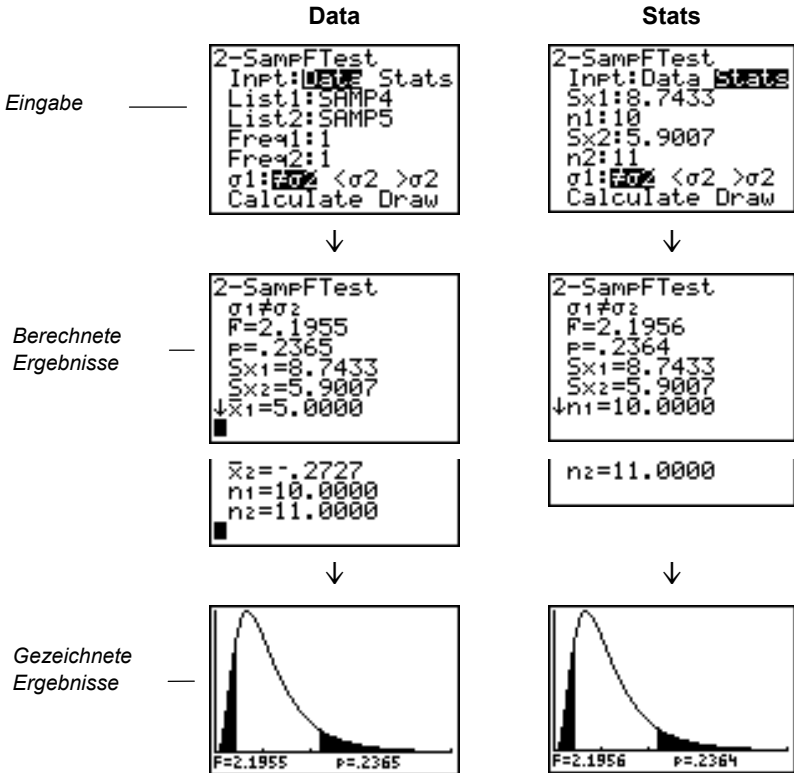 Data
Stats
Eingabe
2-SampFTest
Inpt:Data Stats
List1:SAMP4
List2:SAMP5
Freq1:1
Freq2:1
σ1:≠σ2 <σ2 >σ2
Calculate Draw
2-SampFTest
Inpt:Data Stats
Sx1:8.7433
n1:10
Sx2:5.9007
n2:11
σ1:≠σ2 <σ2 >σ2
Calculate Draw
↓
↓
Berechnete
Ergebnisse
2-SampFTest
σ1≠σ2
F=2.1955
p=.2365
Sx1=8.7433
Sx2=5.9007
↓x̄1=5.0000
x̄2=-.2727
n1=10.0000
n2=11.0000
2-SampFTest
σ1≠σ2
F=2.1956
p=.2364
Sx1=8.7433
Sx2=5.9007
↓n1=10.0000
n2=11.0000
↓
↓
Gezeichnete
Ergebnisse
F=2.1955 p=.2365
F=2.1956 p=.2364